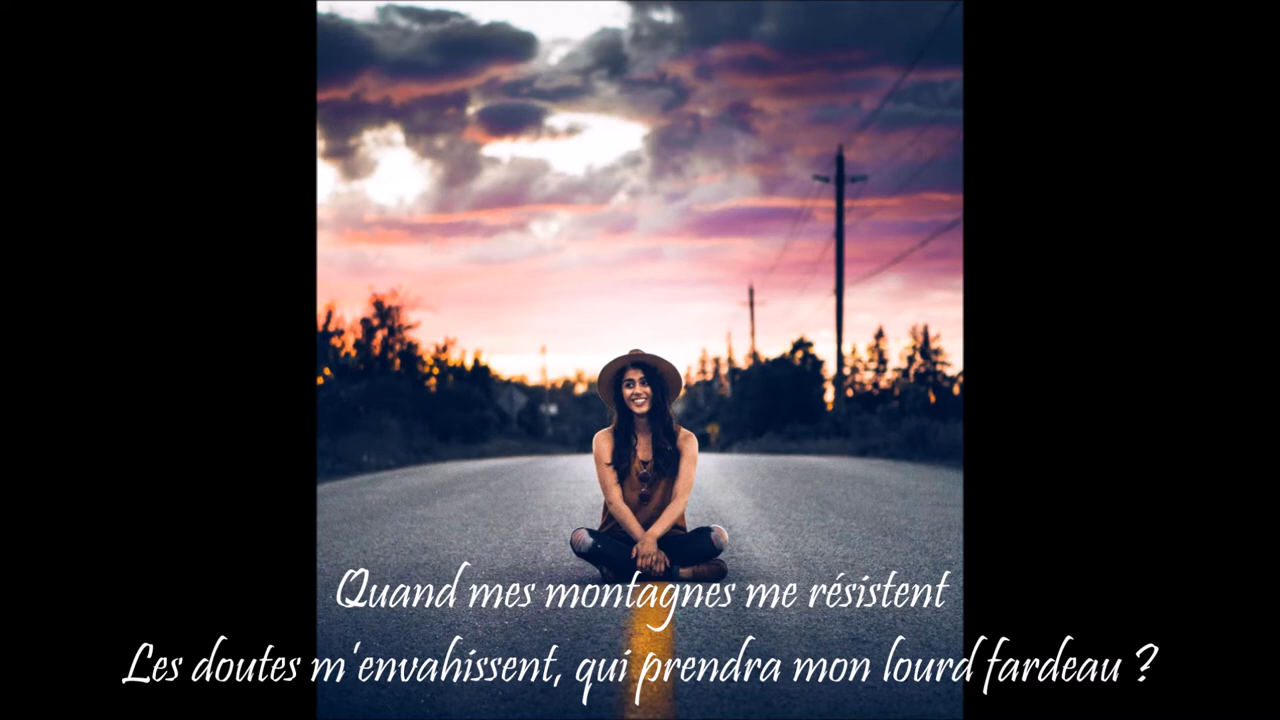 Quand mes montagnes me résistent
Les doutes m'envahissent, qui prendra mon lourd fardeau ?